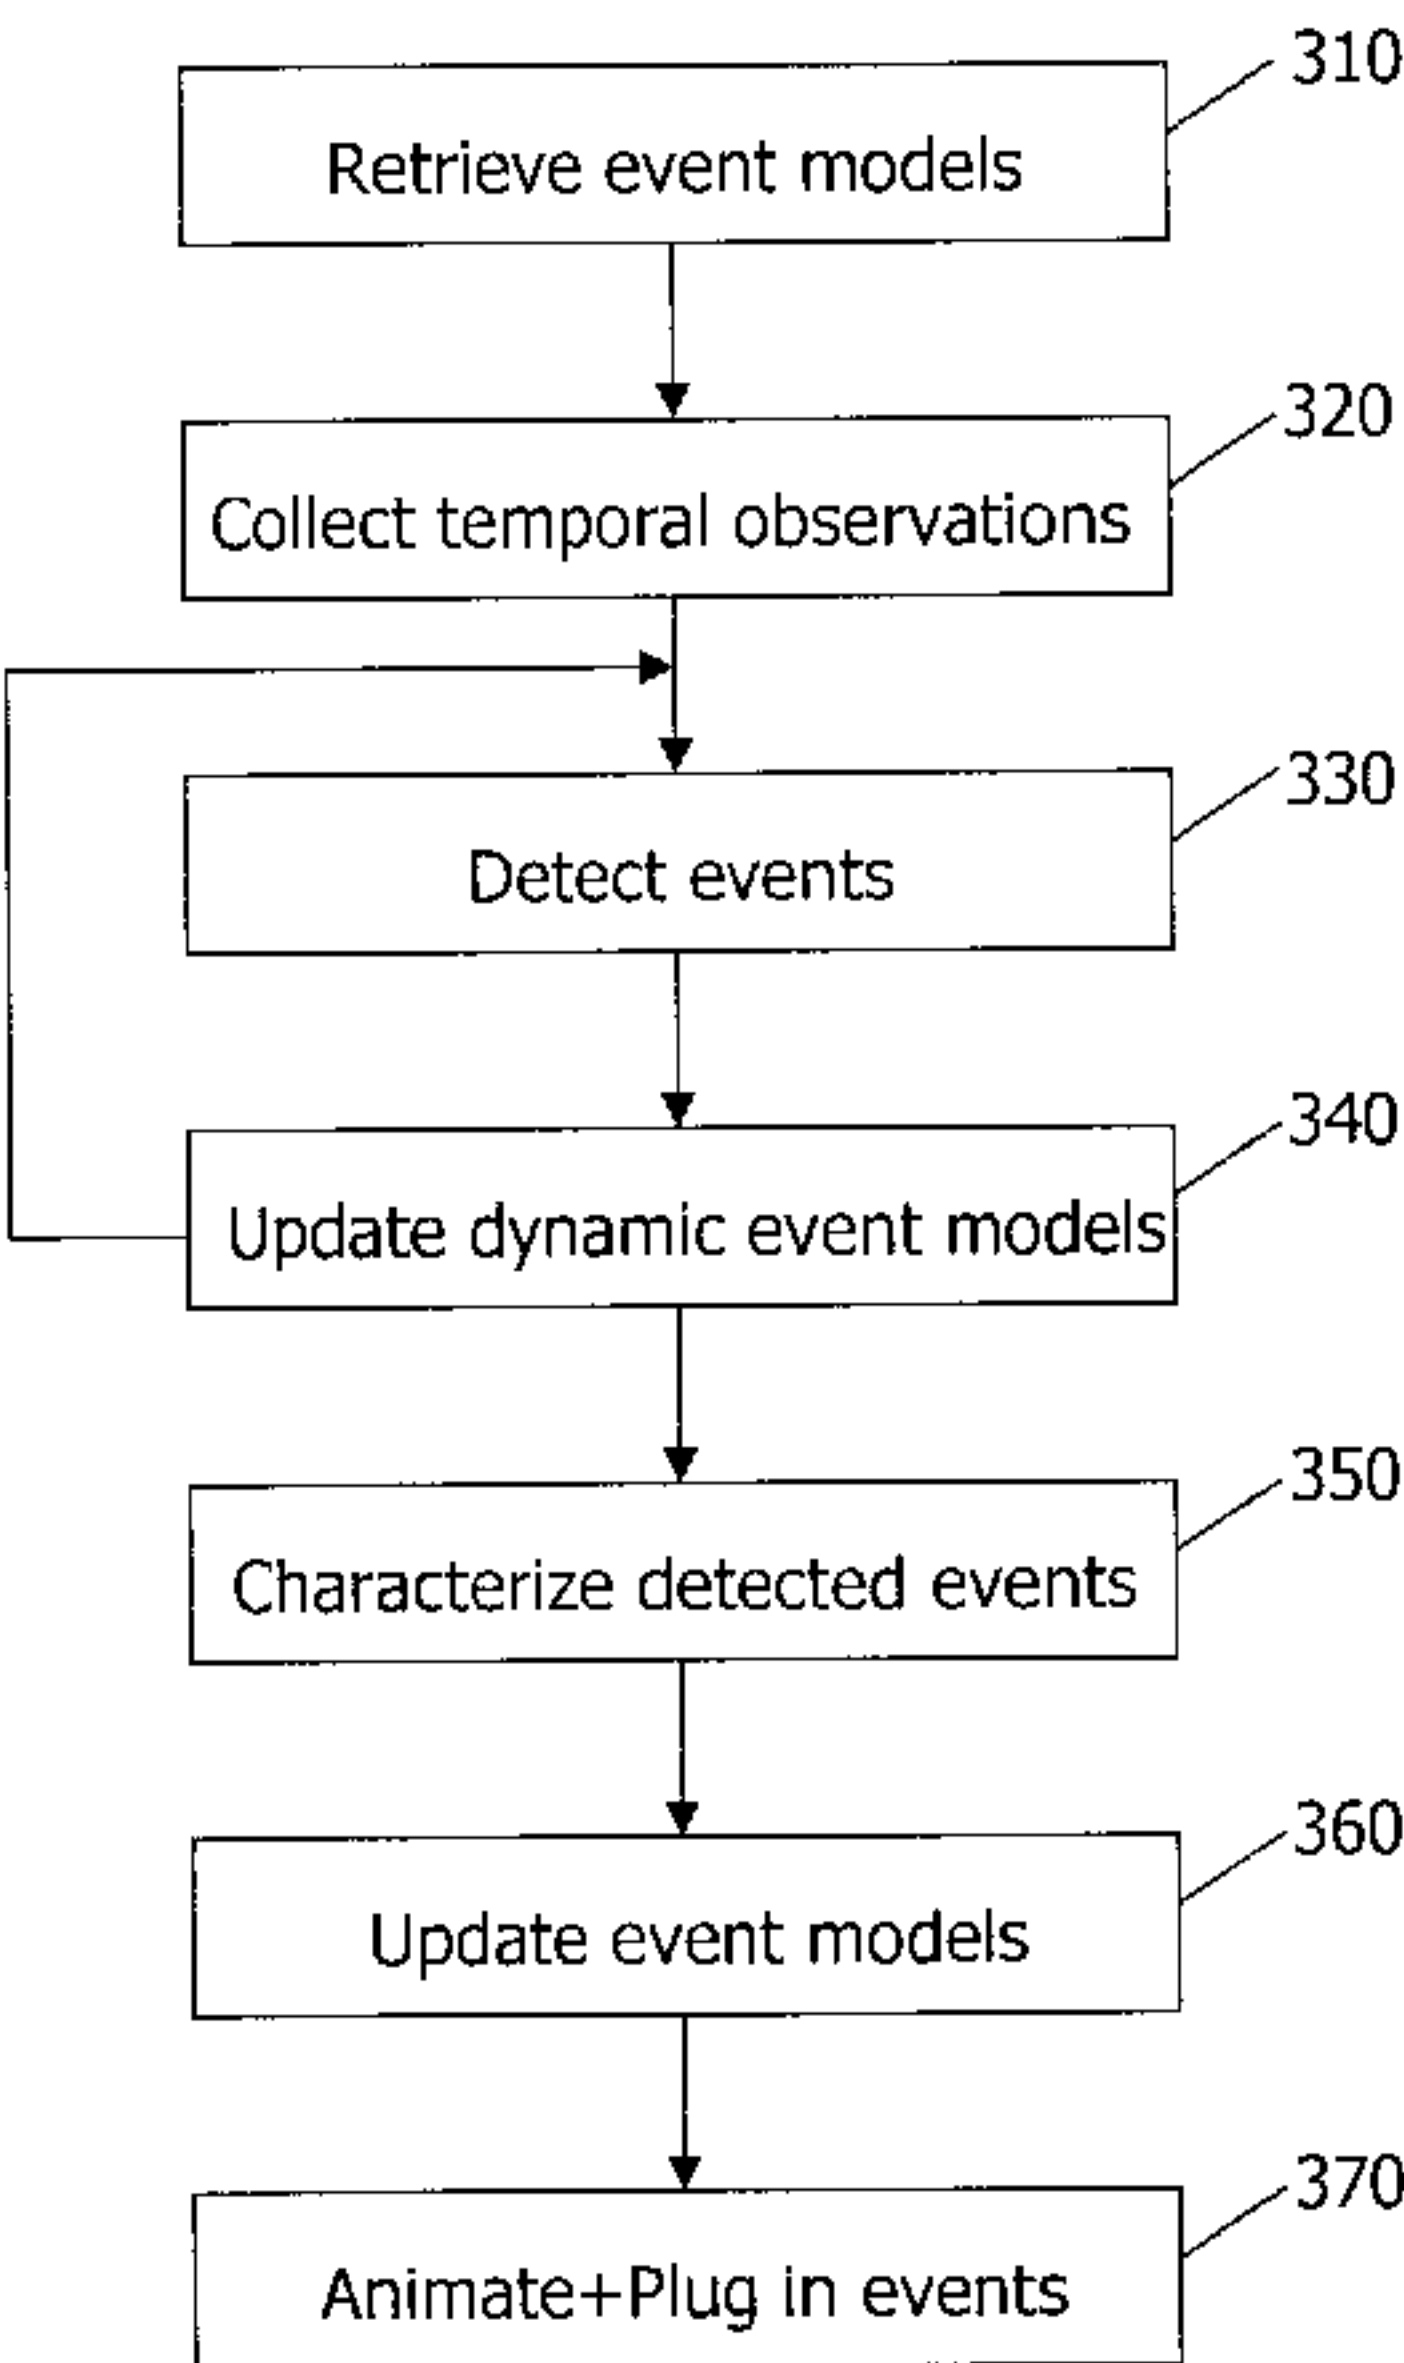 310
Retrieve event models
320
Collect temporal observations
330
Detect events
340
Update dynamic event models
350
Characterize detected events
360
Update event models
370
Animate+Plug in events